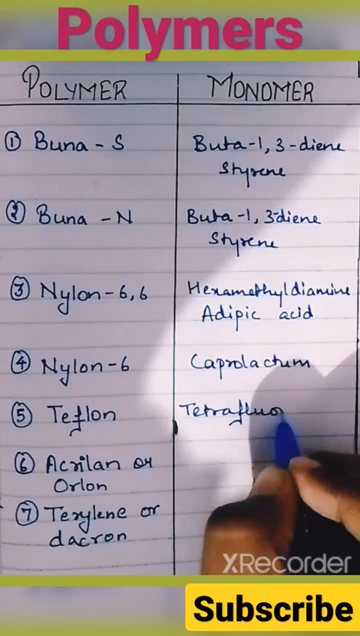 Polymers
POLYMER MONOMER
① Buna - S Buta-1, 3-diene
Styrene
② Buna - N Buta-1, 3-diene
Styrene
③ Nylon-6,6 Hexamethyldiamine
Adipic acid
④ Nylon-6 Caprolactum
⑤ Teflon Tetrafluo
⑥ Acrilan or
Orlon
⑦ Terylene or
dacron
XRecorder
Subscribe